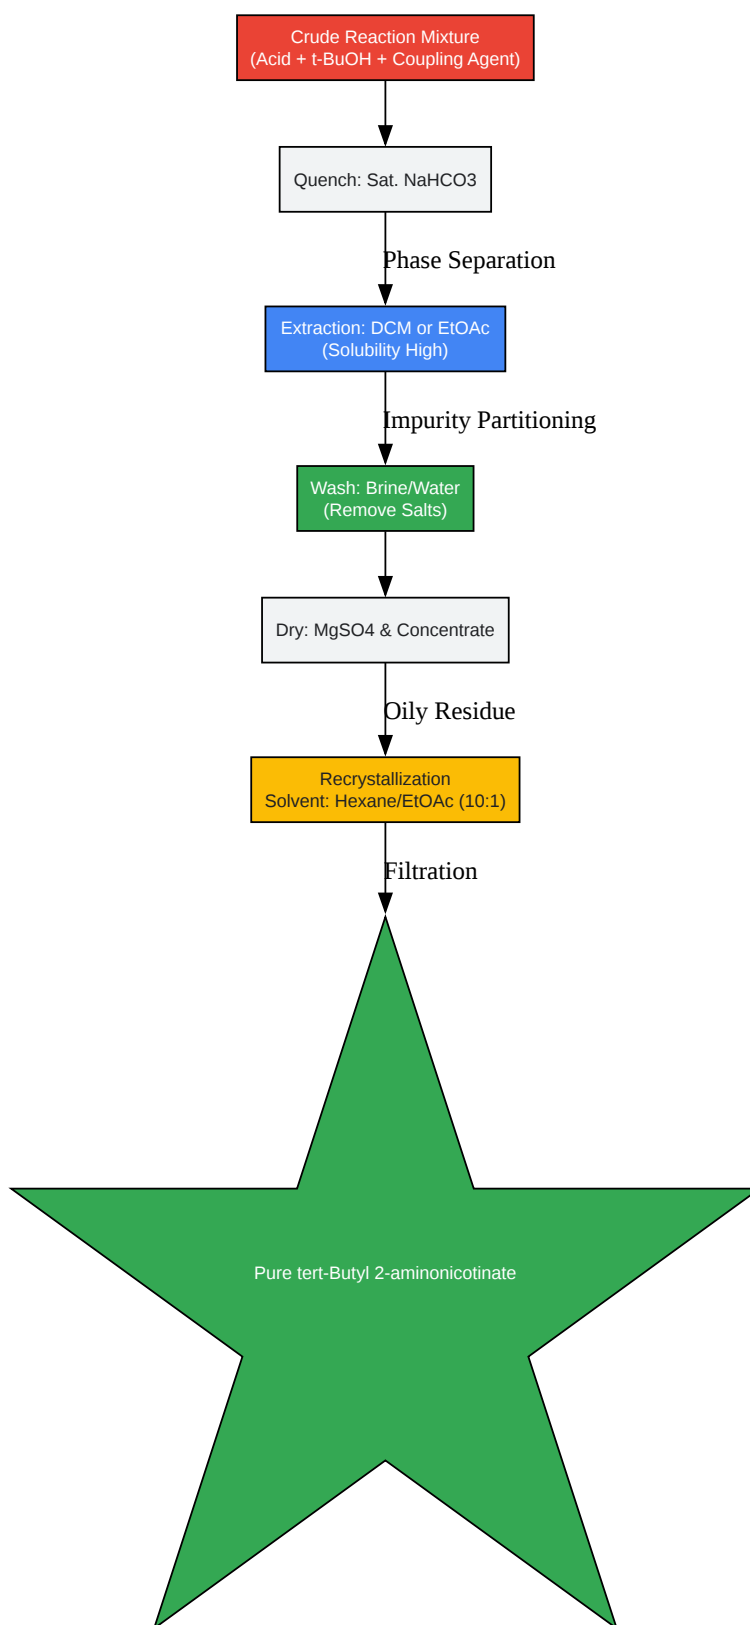 Crude Reaction Mixture
(Acid + t-BuOH + Coupling Agent)
Quench: Sat. NaHCO3
Phase Separation
Extraction: DCM or EtOAc
(Solubility High)
Impurity Partitioning
Wash: Brine/Water
(Remove Salts)
Dry: MgSO4 & Concentrate
Oily Residue
Recrystallization
Solvent: Hexane/EtOAc (10:1)
Filtration
Pure tert-Butyl 2-aminonicotinate